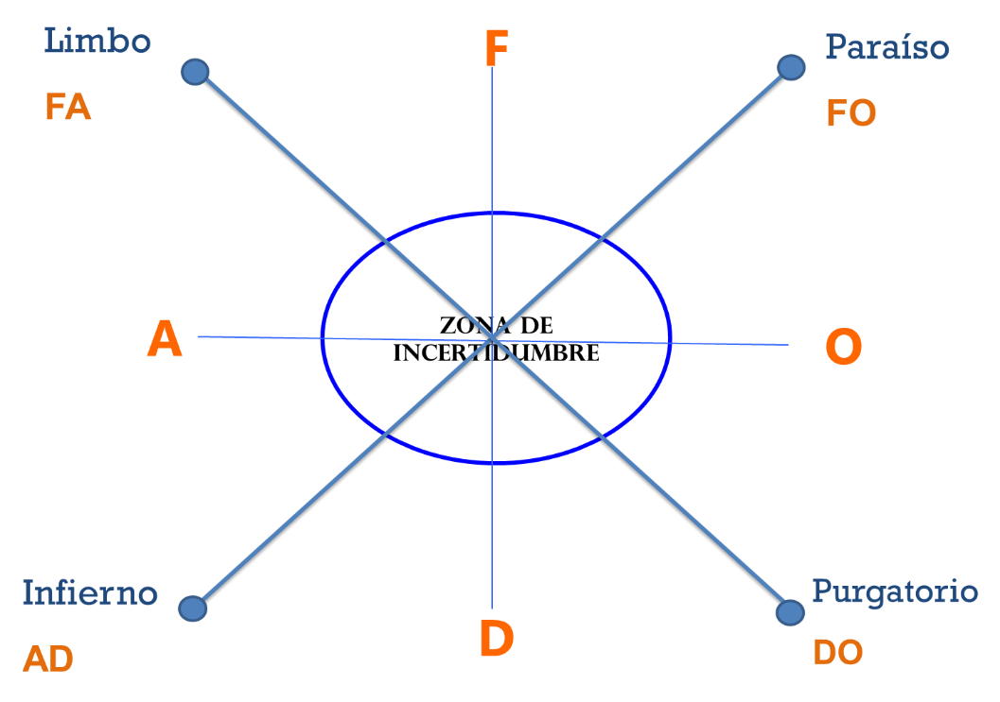 Limbo
FA
F
Paraíso
FO
A
ZONA DE
INCERTIDUMBRE
O
Infierno
AD
D
Purgatorio
DO